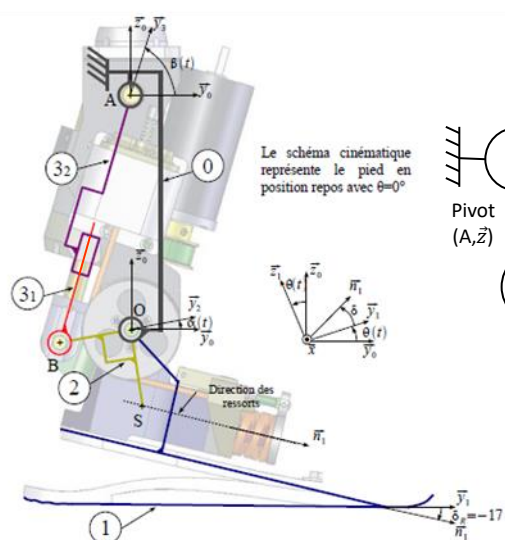 z₀ y₃
β(t)
A
y₀
3₂
0
Le schéma cinématique
représente le pied en
position repos avec θ=0°
Pivot
(A,z⃗)
z₀
z₁ θ(t) z₀ n₁
δ y₁
θ(t)
x y₀
3₁
O
y₂
δ(t)
y₀
B
2
Direction des
ressorts
S
n₁
1
y₁
δ_R=-17
n₁